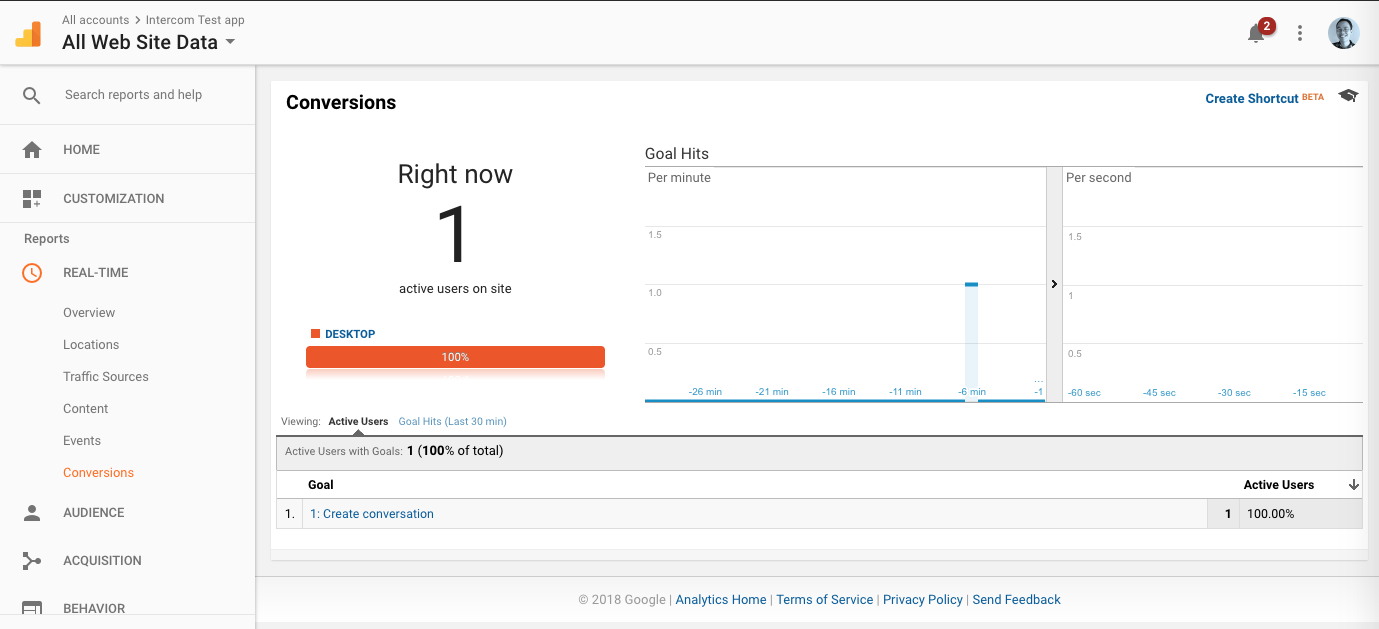 All accounts > Intercom Test app
All Web Site Data
2
Search reports and help
HOME
CUSTOMIZATION
Reports
REAL-TIME
Overview
Locations
Traffic Sources
Content
Events
Conversions
AUDIENCE
ACQUISITION
BEHAVIOR
Conversions
Create Shortcut BETA
Right now
1
active users on site
DESKTOP
100%
Goal Hits
Per minute
1.5
1.0
0.5
-26 min -21 min -16 min -11 min -6 min -1
...
Per second
1.5
1
0.5
-60 sec -45 sec -30 sec -15 sec
Viewing: Active Users Goal Hits (Last 30 min)
Active Users with Goals: 1 (100% of total)
Goal Active Users
1. 1: Create conversation 1 100.00%
© 2018 Google | Analytics Home | Terms of Service | Privacy Policy | Send Feedback